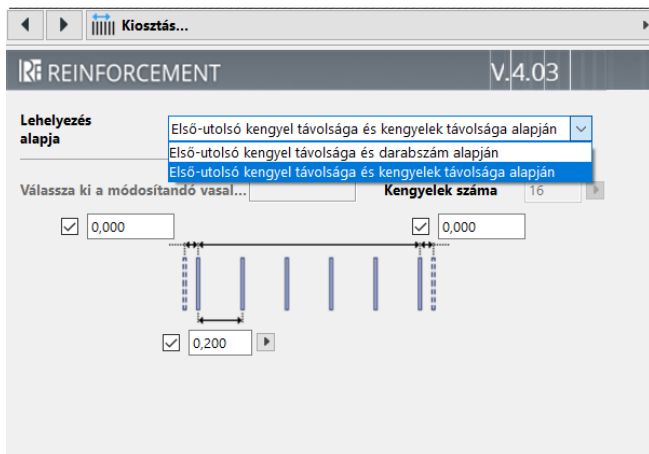 Kiosztás...
REINFORCEMENT V.4.03
Lehelyezés
alapja
Első-utolsó kengyel távolsága és kengyelek távolsága alapján
Első-utolsó kengyel távolsága és darabszám alapján
Első-utolsó kengyel távolsága és kengyelek távolsága alapján
Válassza ki a módosítandó vasal... Kengyelek száma 16
0,000 0,000
0,200